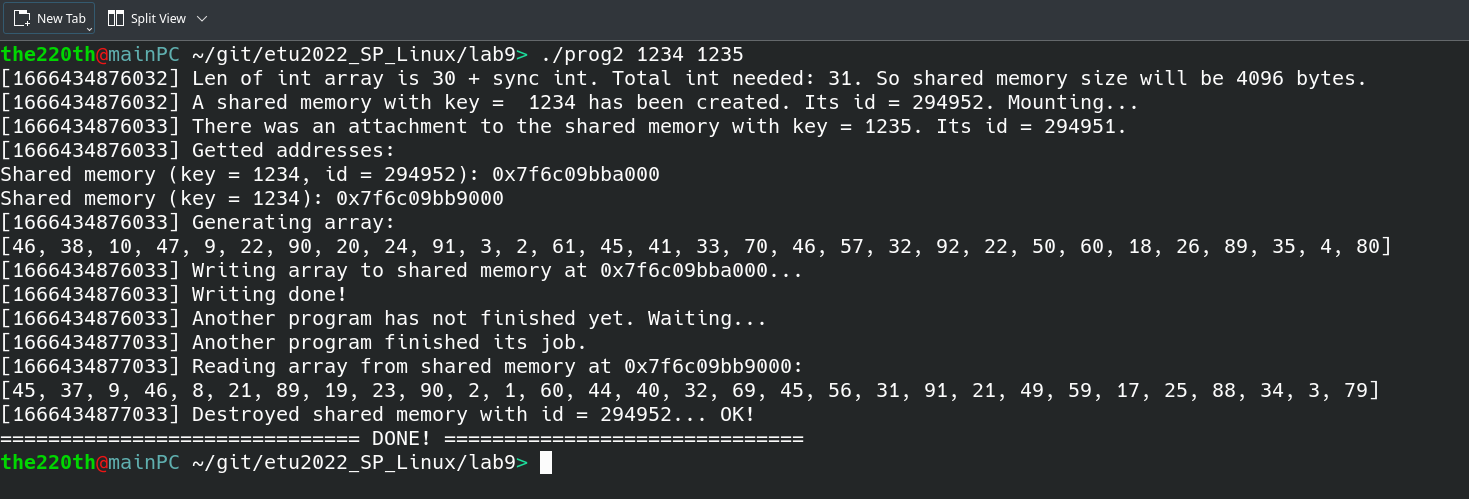 New Tab Split View
the220th@mainPC ~/git/etu2022_SP_Linux/lab9> ./prog2 1234 1235
[1666434876032] Len of int array is 30 + sync int. Total int needed: 31. So shared memory size will be 4096 bytes.
[1666434876032] A shared memory with key =  1234 has been created. Its id = 294952. Mounting...
[1666434876033] There was an attachment to the shared memory with key = 1235. Its id = 294951.
[1666434876033] Getted addresses:
Shared memory (key = 1234, id = 294952): 0x7f6c09bba000
Shared memory (key = 1234): 0x7f6c09bb9000
[1666434876033] Generating array:
[46, 38, 10, 47, 9, 22, 90, 20, 24, 91, 3, 2, 61, 45, 41, 33, 70, 46, 57, 32, 92, 22, 50, 60, 18, 26, 89, 35, 4, 80]
[1666434876033] Writing array to shared memory at 0x7f6c09bba000...
[1666434876033] Writing done!
[1666434876033] Another program has not finished yet. Waiting...
[1666434877033] Another program finished its job.
[1666434877033] Reading array from shared memory at 0x7f6c09bb9000:
[45, 37, 9, 46, 8, 21, 89, 19, 23, 90, 2, 1, 60, 44, 40, 32, 69, 45, 56, 31, 91, 21, 49, 59, 17, 25, 88, 34, 3, 79]
[1666434877033] Destroyed shared memory with id = 294952... OK!
============================== DONE! ==============================
the220th@mainPC ~/git/etu2022_SP_Linux/lab9>